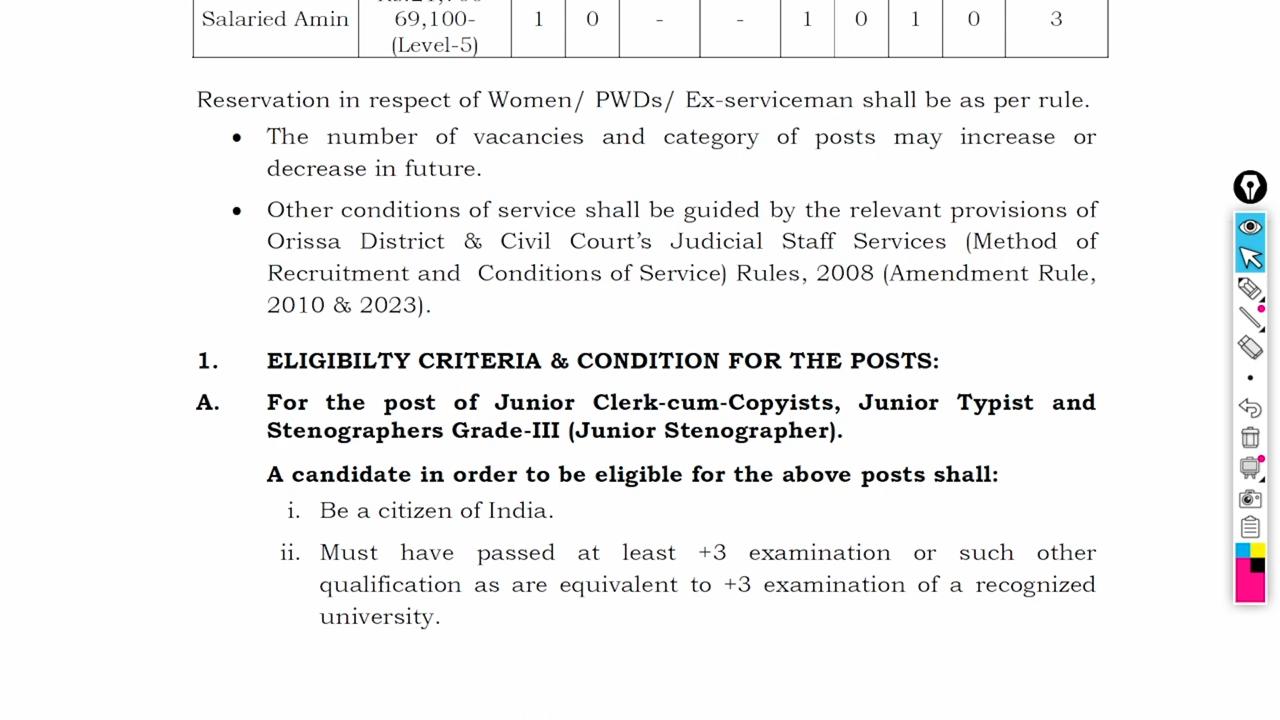 Salaried Amin 69,100- 1 0 - - 1 0 1 0 3
(Level-5)
Reservation in respect of Women/ PWDs/ Ex-serviceman shall be as per rule.
• The number of vacancies and category of posts may increase or
decrease in future.
• Other conditions of service shall be guided by the relevant provisions of
Orissa District & Civil Court's Judicial Staff Services (Method of
Recruitment and Conditions of Service) Rules, 2008 (Amendment Rule,
2010 & 2023).
1. ELIGIBILTY CRITERIA & CONDITION FOR THE POSTS:
A. For the post of Junior Clerk-cum-Copyists, Junior Typist and
Stenographers Grade-III (Junior Stenographer).
A candidate in order to be eligible for the above posts shall:
i. Be a citizen of India.
ii. Must have passed at least +3 examination or such other
qualification as are equivalent to +3 examination of a recognized
university.